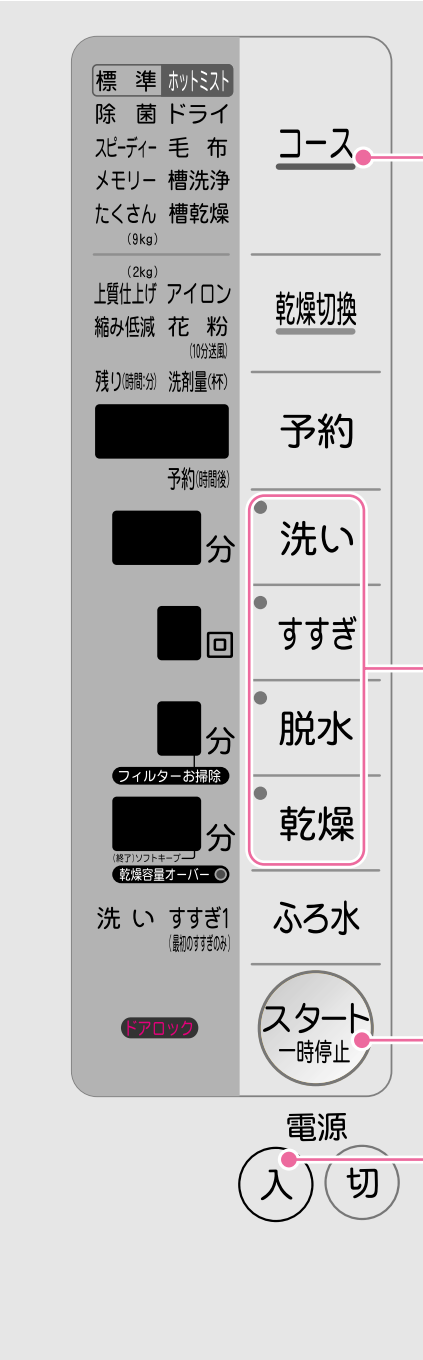 標準 ホットミスト
除菌 ドライ
スピーディー 毛布
メモリー 槽洗浄
たくさん 槽乾燥
(9kg)
コース
(2kg)
上質仕上げ アイロン
縮み低減 花粉
(10分送風)
乾燥切換
残り(時間:分) 洗剤量(杯)
予約(時間後)
予約
分
洗い
回
すすぎ
分
脱水
フィルターお掃除
分
乾燥
(終了)ソフトキープ
乾燥容量オーバー
洗い すすぎ1
(最初のすすぎのみ)
ふろ水
ドアロック
スタート
一時停止
電源
入 切